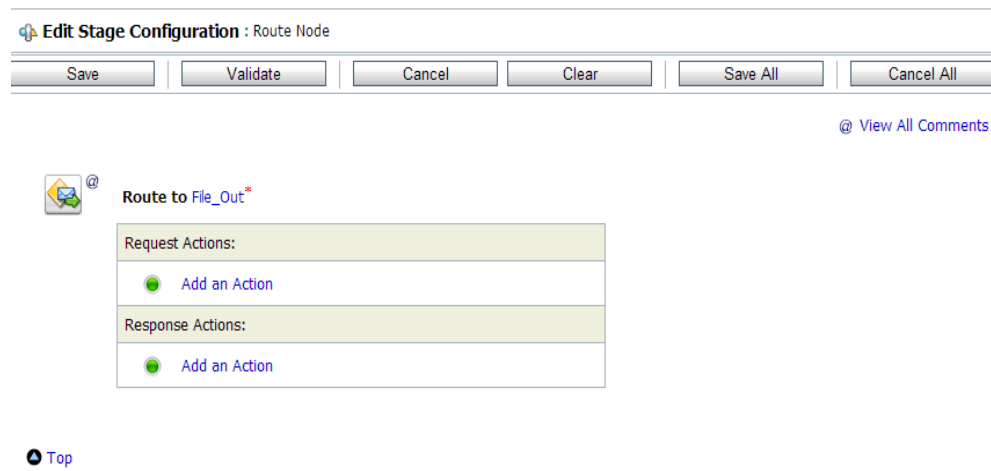 Edit Stage Configuration : Route Node
Save Validate Cancel Clear Save All Cancel All
@ View All Comments
@
Route to File_Out*
Request Actions:
Add an Action
Response Actions:
Add an Action
Top